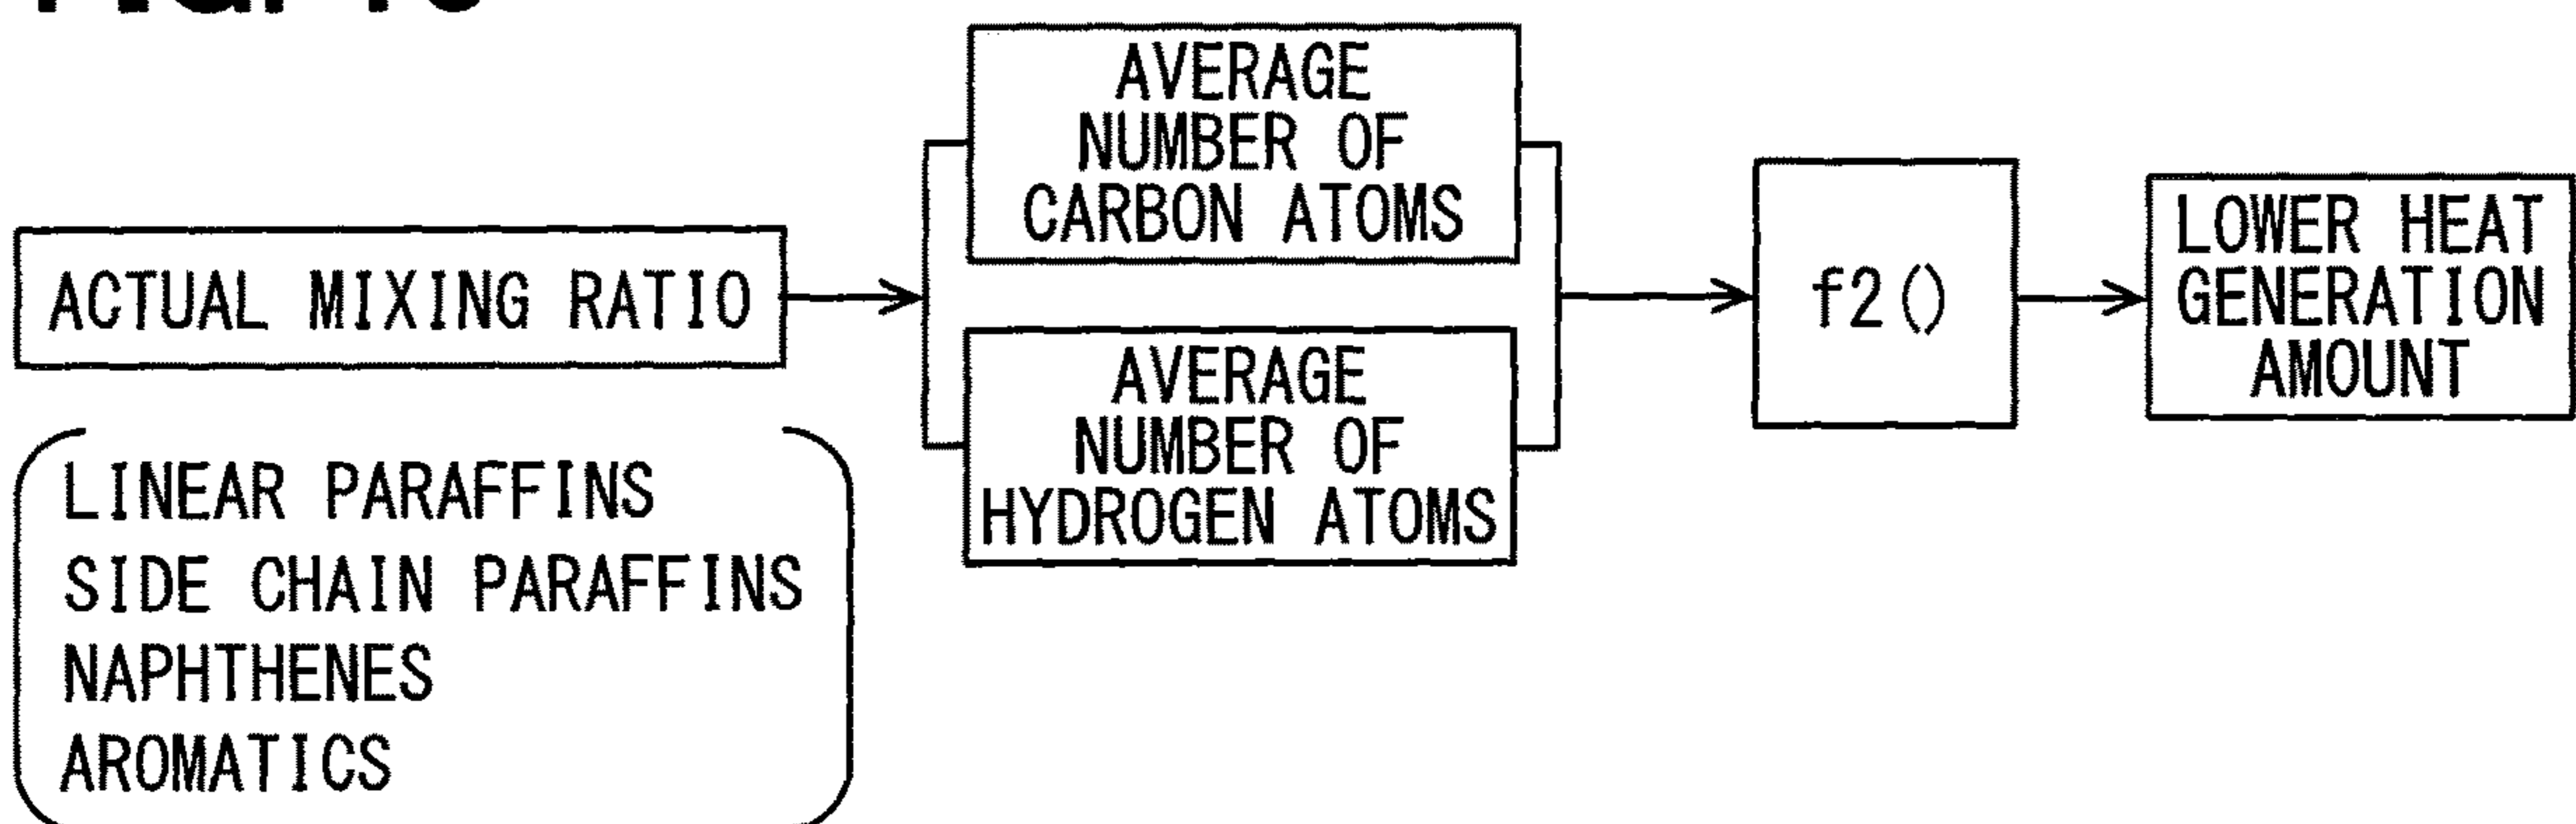 ACTUAL MIXING RATIO
LINEAR PARAFFINS
SIDE CHAIN PARAFFINS
NAPHTHENES
AROMATICS
AVERAGE
NUMBER OF
CARBON ATOMS
AVERAGE
NUMBER OF
HYDROGEN ATOMS
f2()
LOWER HEAT
GENERATION
AMOUNT